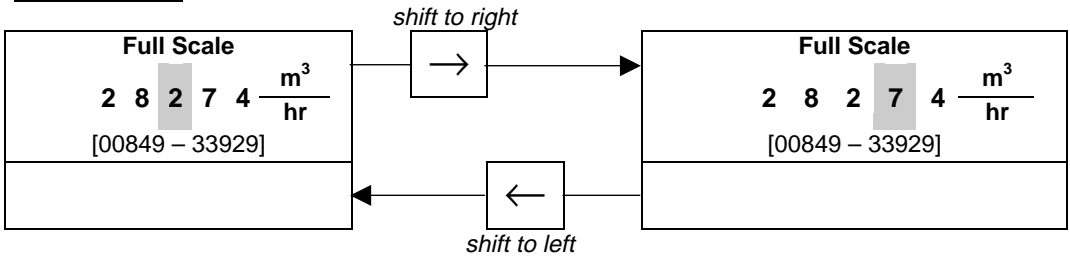 shift to right
Full Scale
2 8 2 7 4 m³/hr
[00849 – 33929]
→
Full Scale
2 8 2 7 4 m³/hr
[00849 – 33929]
←
shift to left